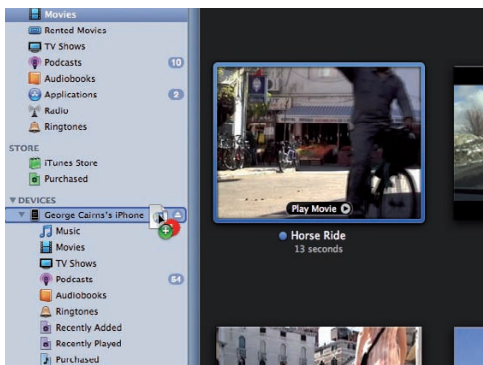 Movies
Rented Movies
TV Shows
Podcasts 10
Audiobooks
Applications 2
Radio
Ringtones
STORE
iTunes Store
Purchased
DEVICES
George Cairns's iPhone
Music
Movies
TV Shows
Podcasts 64
Audiobooks
Ringtones
Recently Added
Recently Played
Purchased
Play Movie
Horse Ride
13 seconds